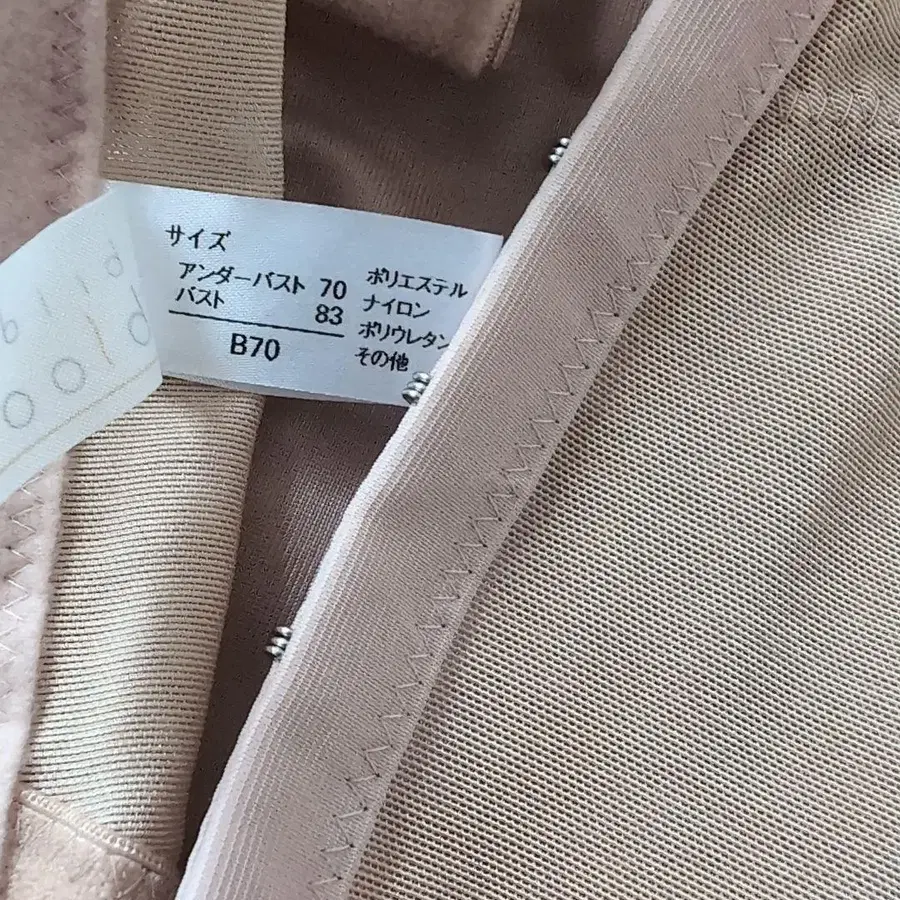 サイズ
アンダーバスト 70
バスト 83
B70
ポリエステル
ナイロン
ポリウレタン
その他